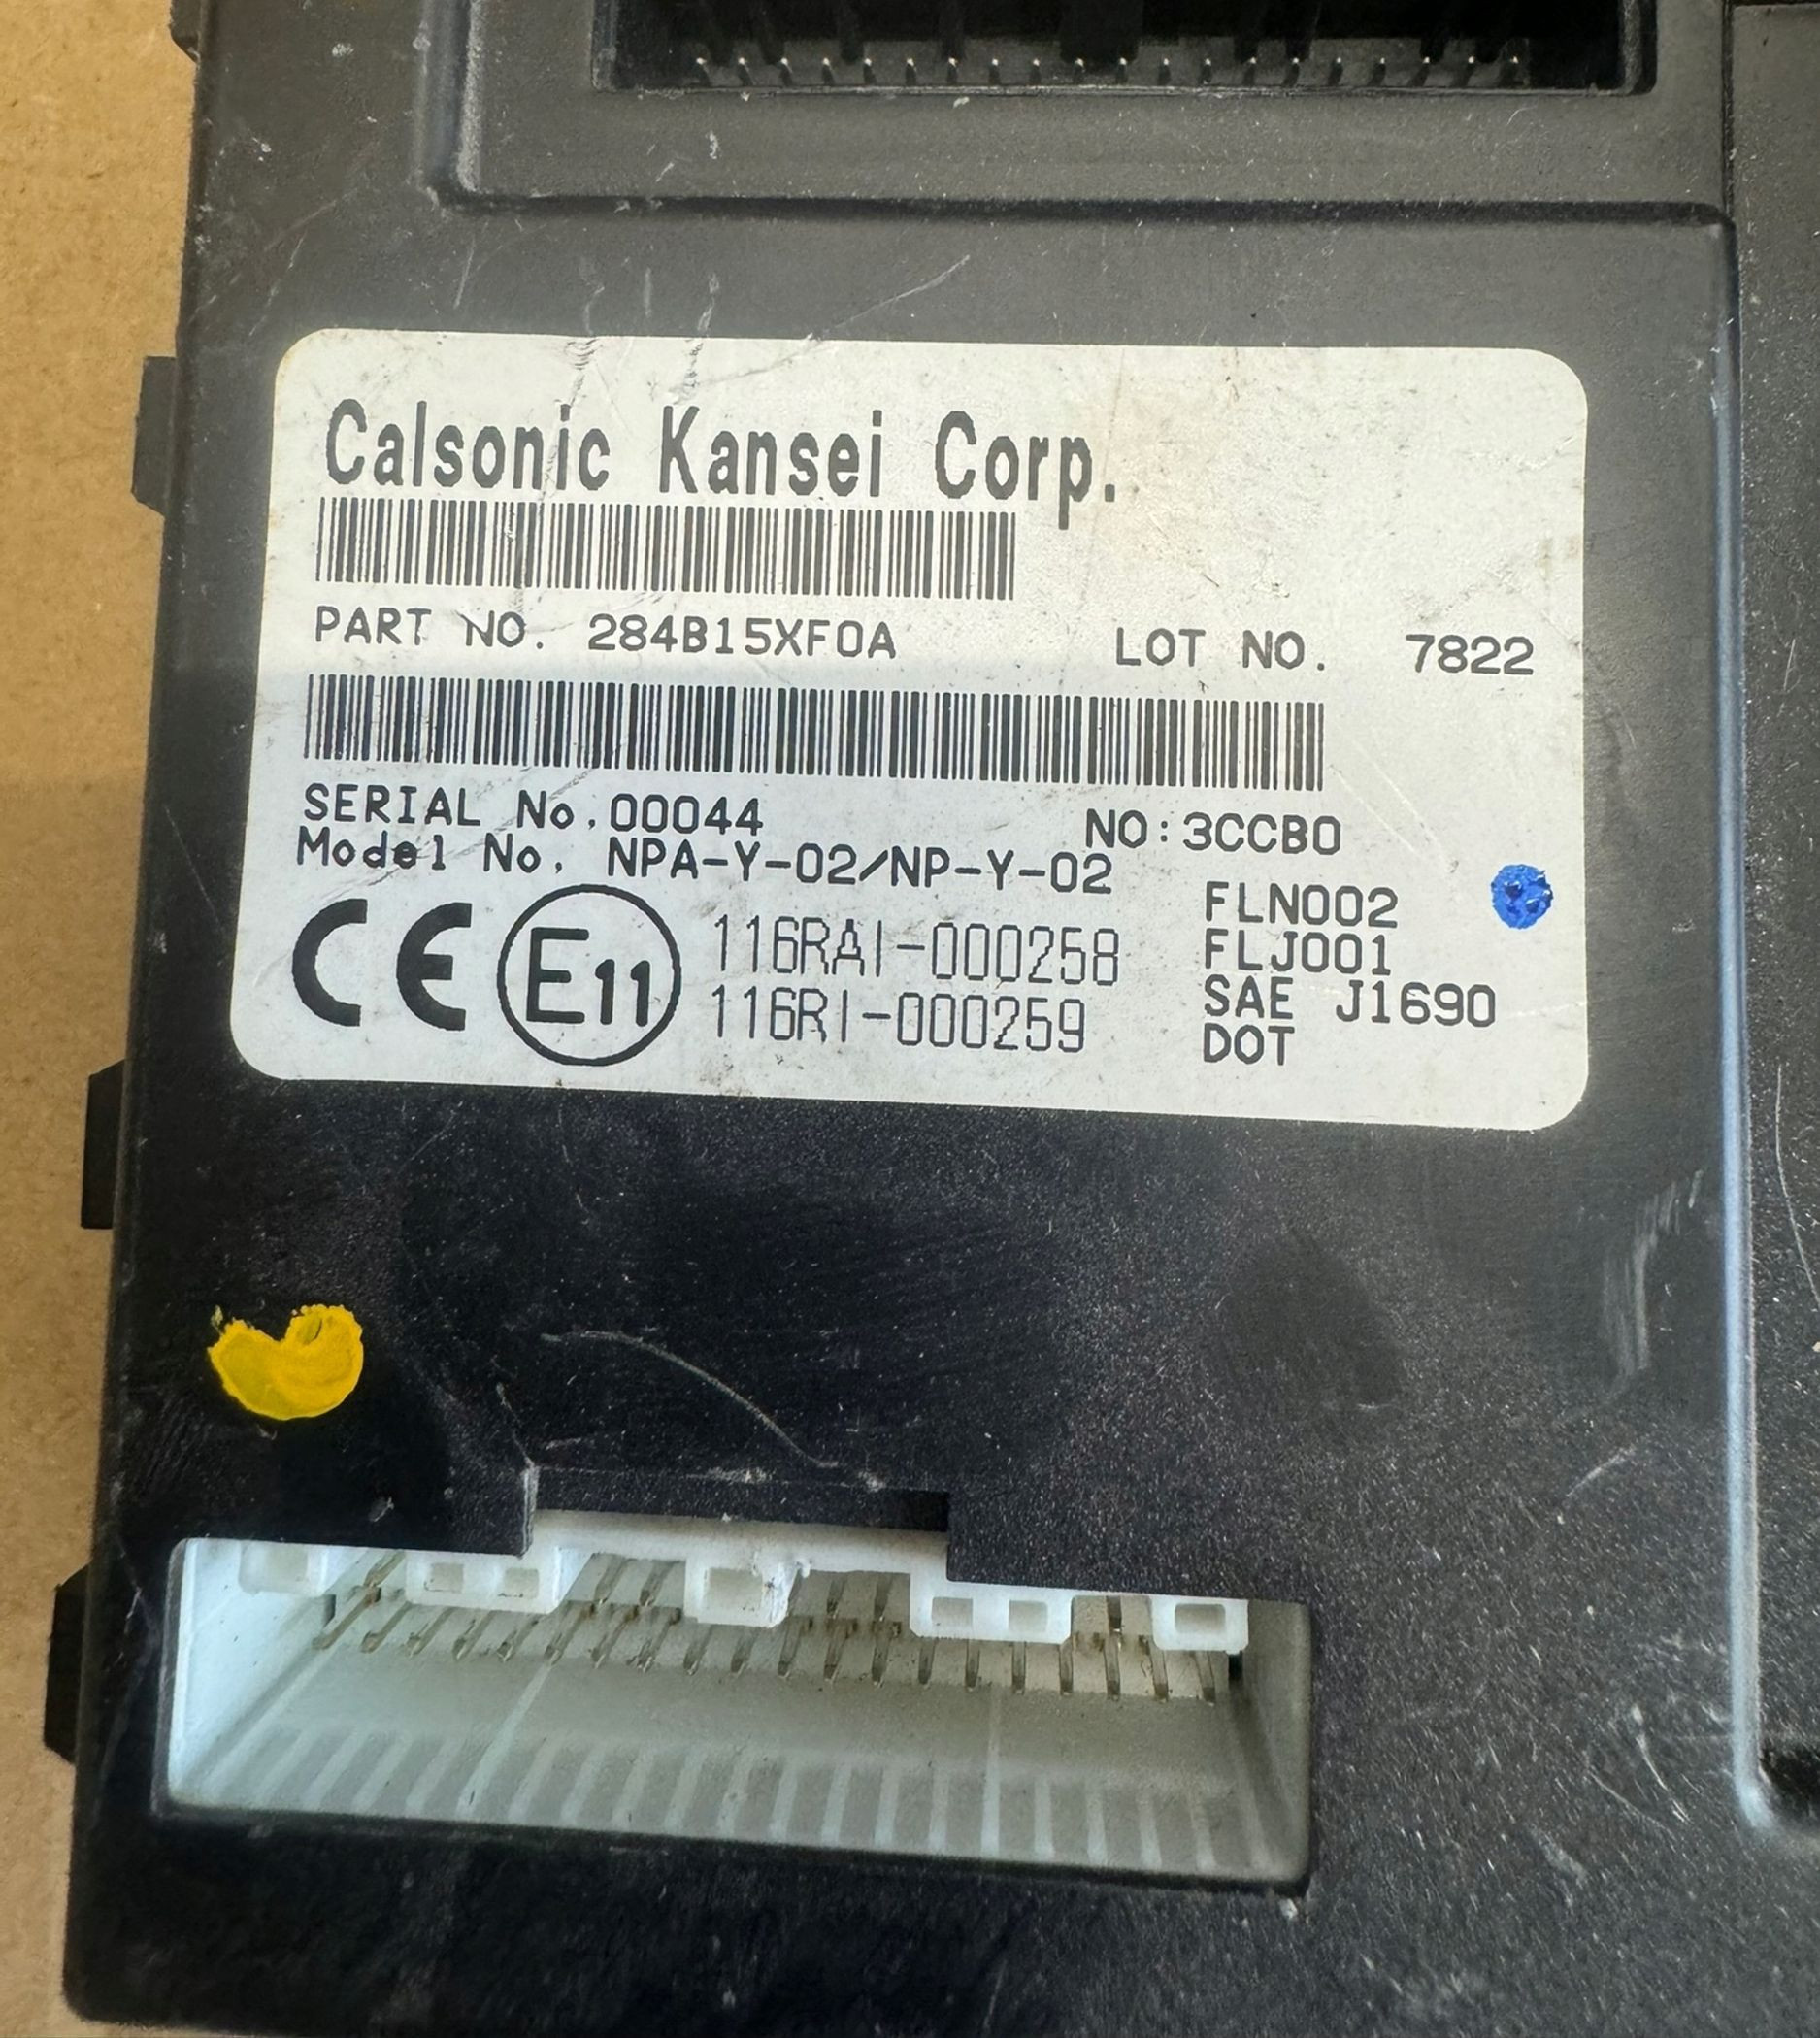 Calsonic Kansei Corp.
PART NO. 284B15XF0A LOT NO. 7822
SERIAL No.00044 NO:3CCB0
Model No. NPA-Y-02/NP-Y-02
CE E11 116RAI-000258
116RI-000259
FLN002
FLJ001
SAE J1690
DOT